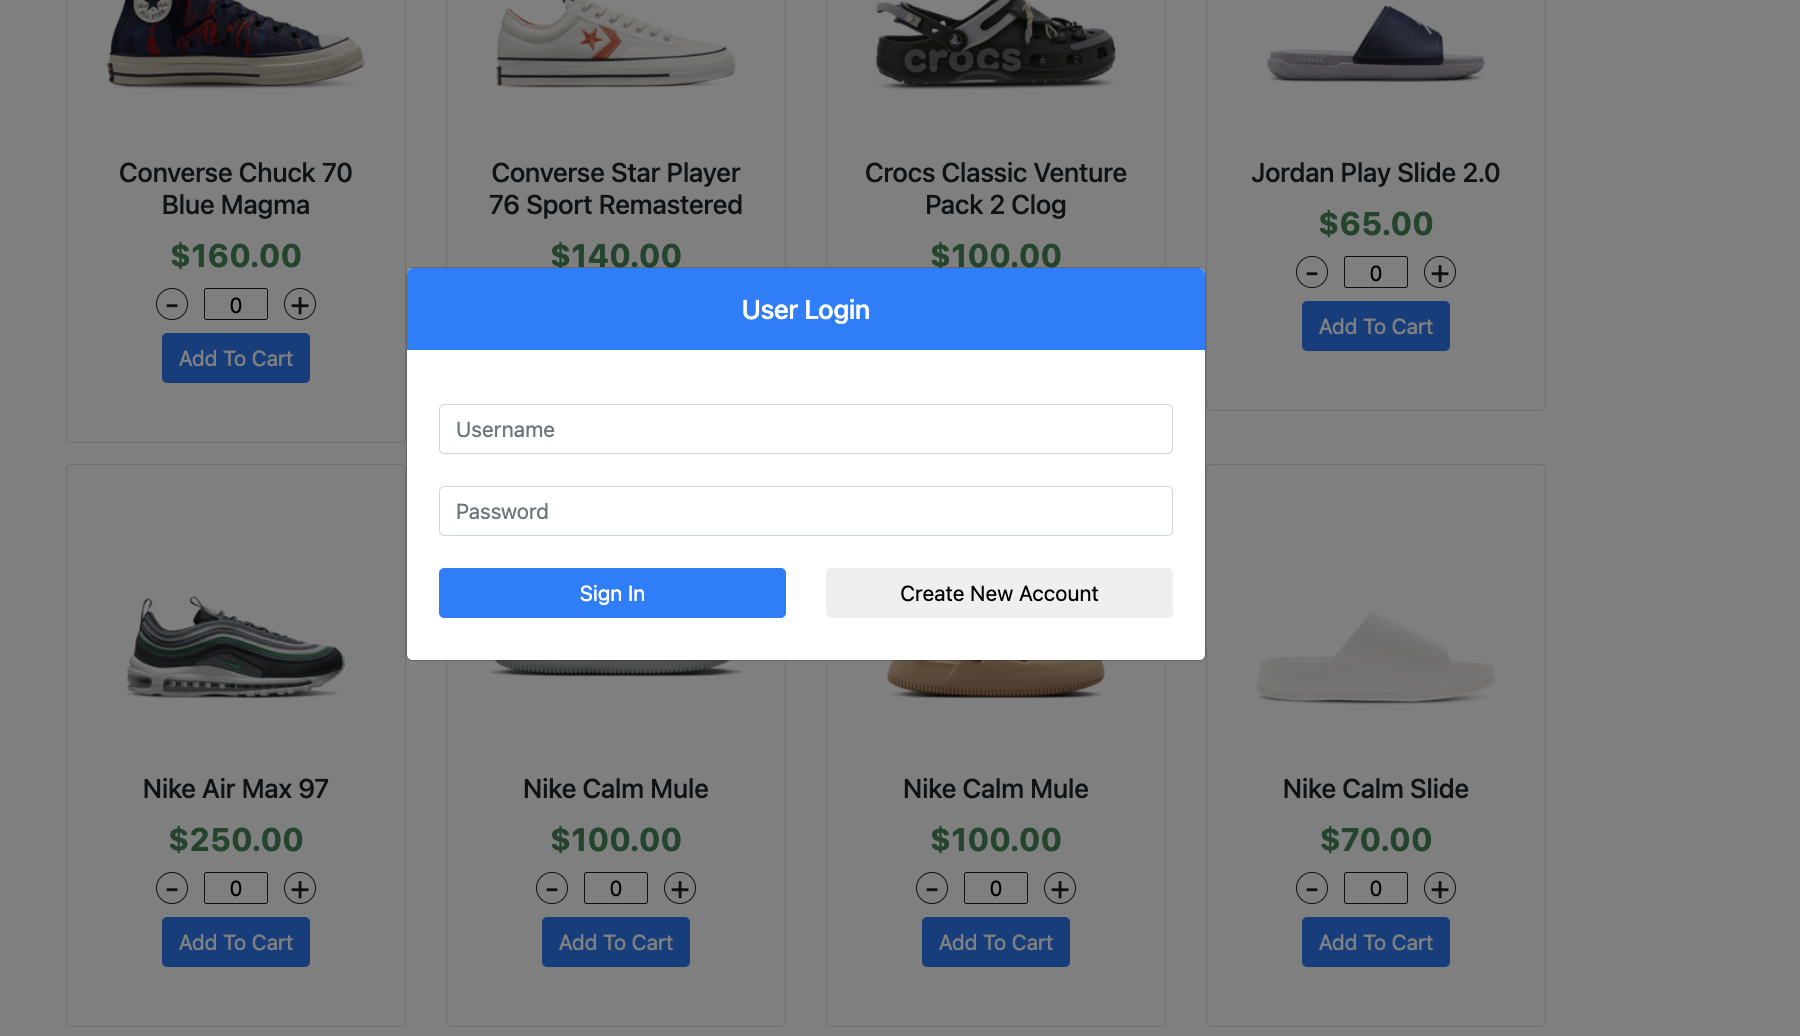 ALL STAR
crocs
Converse Chuck 70
Blue Magma
$160.00
-
0
+
Add To Cart
Converse Star Player
76 Sport Remastered
$140.00
Crocs Classic Venture
Pack 2 Clog
$100.00
Jordan Play Slide 2.0
$65.00
-
0
+
Add To Cart
User Login
Username
Password
Sign In
Create New Account
Nike Air Max 97
$250.00
-
0
+
Add To Cart
Nike Calm Mule
$100.00
-
0
+
Add To Cart
Nike Calm Mule
$100.00
-
0
+
Add To Cart
Nike Calm Slide
$70.00
-
0
+
Add To Cart